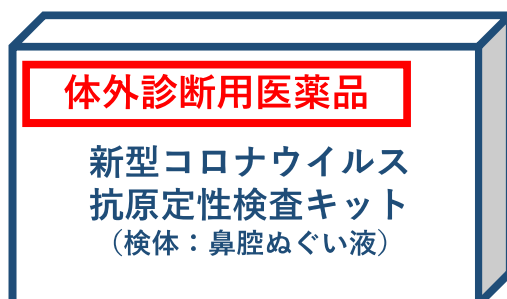 体外診断用医薬品
新型コロナウイルス
抗原定性検査キット
（検体：鼻腔ぬぐい液）